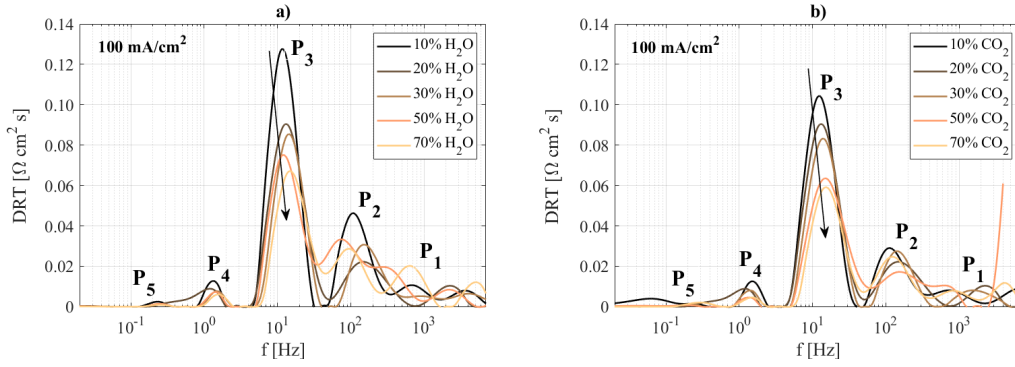 a)
100 mA/cm²
P₃
P₂
P₁
P₄
P₅
10% H₂O
20% H₂O
30% H₂O
50% H₂O
70% H₂O
DRT [Ω cm² s]
0.14
0.12
0.10
0.08
0.06
0.04
0.02
0
10⁻¹
10⁰
10¹
10²
10³
f [Hz]
b)
100 mA/cm²
P₃
P₂
P₁
P₄
P₅
10% CO₂
20% CO₂
30% CO₂
50% CO₂
70% CO₂
DRT [Ω cm² s]
0.14
0.12
0.10
0.08
0.06
0.04
0.02
0
10⁻¹
10⁰
10¹
10²
10³
f [Hz]